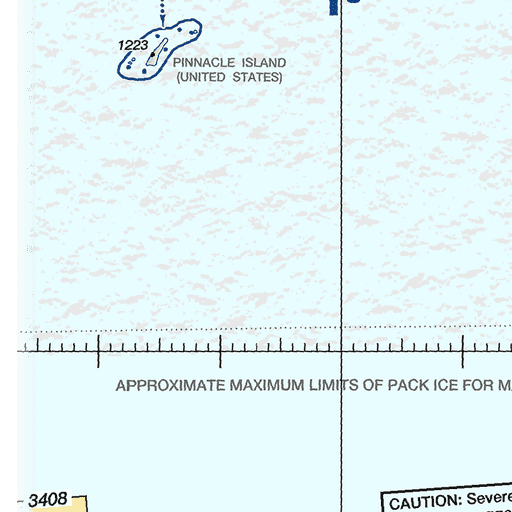 1223
PINNACLE ISLAND
(UNITED STATES)
APPROXIMATE MAXIMUM LIMITS OF PACK ICE FOR
3408
CAUTION: Severe